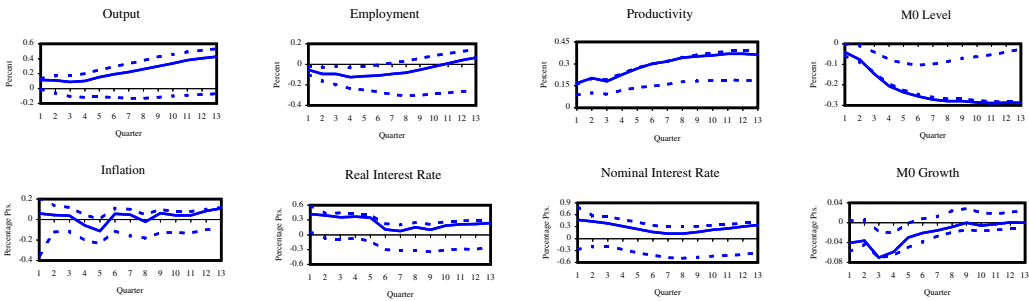 Output
Employment
Productivity
M0 Level
Percent
0.6
0.4
0.2
0
-0.2
1 2 3 4 5 6 7 8 9 10 11 12 13
Quarter
Percent
0.2
0
-0.2
-0.4
1 2 3 4 5 6 7 8 9 10 11 12 13
Quarter
Percent
0.45
0.3
0.15
0
1 2 3 4 5 6 7 8 9 10 11 12 13
Quarter
Percent
0
-0.1
-0.2
-0.3
1 2 3 4 5 6 7 8 9 10 11 12 13
Quarter
Inflation
Real Interest Rate
Nominal Interest Rate
M0 Growth
Percentage Pts.
0.2
0
-0.2
-0.4
1 2 3 4 5 6 7 8 9 10 11 12 13
Quarter
Percentage Pts.
0.6
0.3
0
-0.3
-0.6
1 2 3 4 5 6 7 8 9 10 11 12 13
Quarter
Percentage Pts.
0.9
0.6
0.3
0
-0.3
-0.6
1 2 3 4 5 6 7 8 9 10 11 12 13
Quarter
Percentage Pts.
0.04
0
-0.04
-0.08
1 2 3 4 5 6 7 8 9 10 11 12 13
Quarter